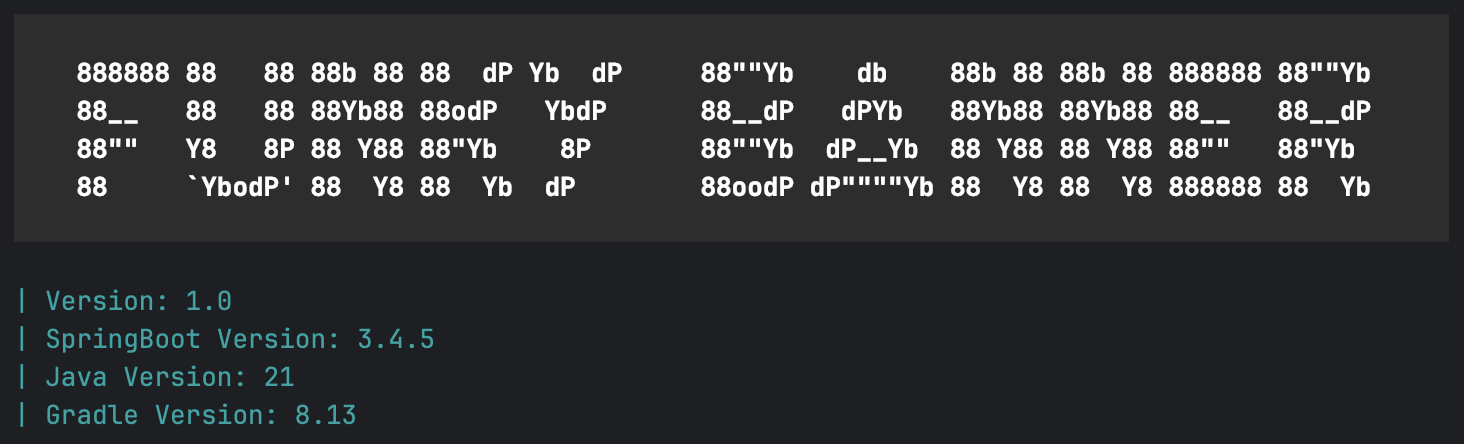 888888 88   88 88b 88 88  dP Yb  dP     88""Yb    db    88b 88 88b 88 888888 88""Yb
88__   88   88 88Yb88 88odP   YbdP      88__dP   dPYb   88Yb88 88Yb88 88__   88__dP
88""   Y8   8P 88 Y88 88"Yb    8P       88""Yb  dP__Yb  88 Y88 88 Y88 88""   88"Yb
88     `YbodP' 88  Y8 88  Yb  dP        88oodP dP""""Yb 88  Y8 88  Y8 888888 88  Yb
| Version: 1.0
| SpringBoot Version: 3.4.5
| Java Version: 21
| Gradle Version: 8.13